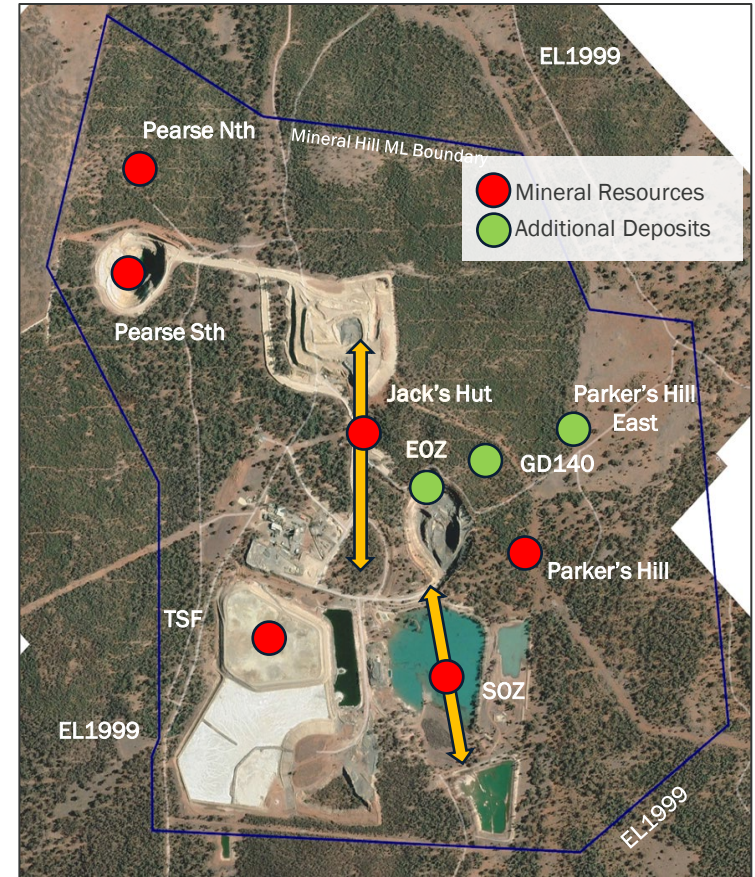 EL1999
Pearse Nth
Mineral Hill ML Boundary
Mineral Resources
Additional Deposits
Pearse Sth
Jack's Hut
Parker's Hill
East
EOZ
GD140
Parker's Hill
TSF
SOZ
EL1999
EL1999